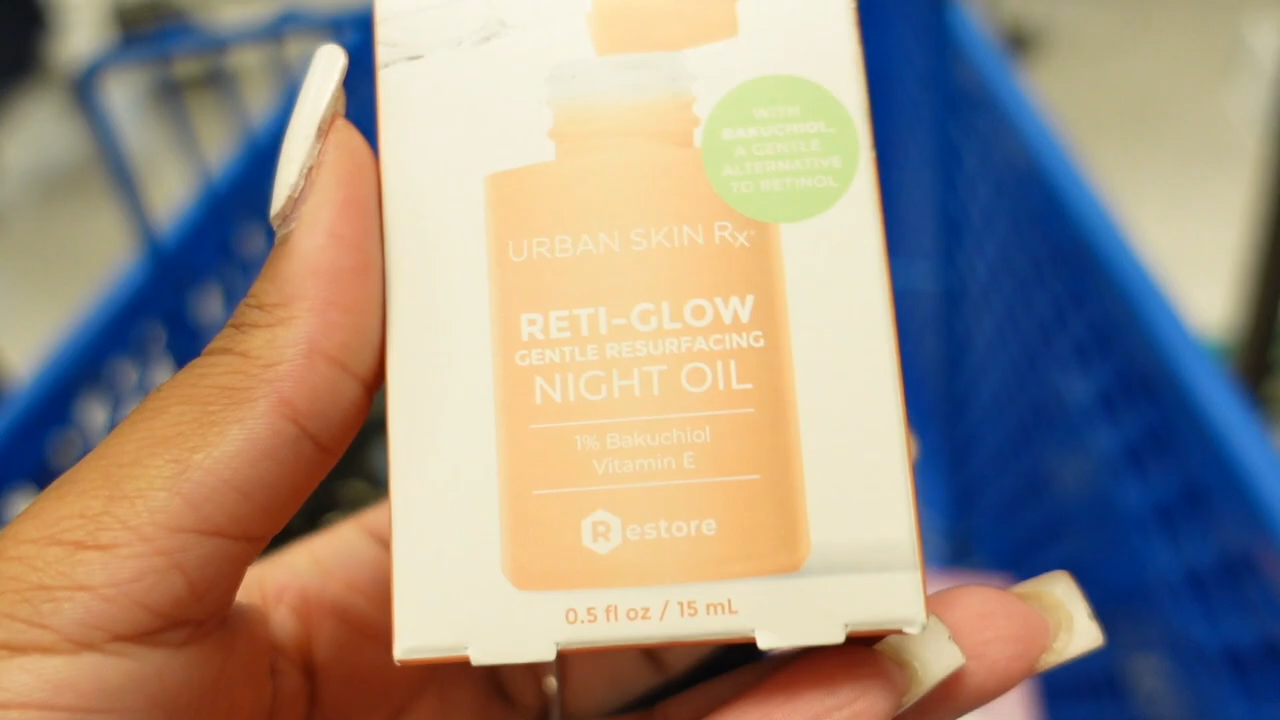 WITH
BAKUCHIOL,
A GENTLE
ALTERNATIVE
TO RETINOL
URBAN SKIN Rx®
RETI-GLOW
GENTLE RESURFACING
NIGHT OIL
1% Bakuchiol
Vitamin E
Restore
0.5 fl oz / 15 mL